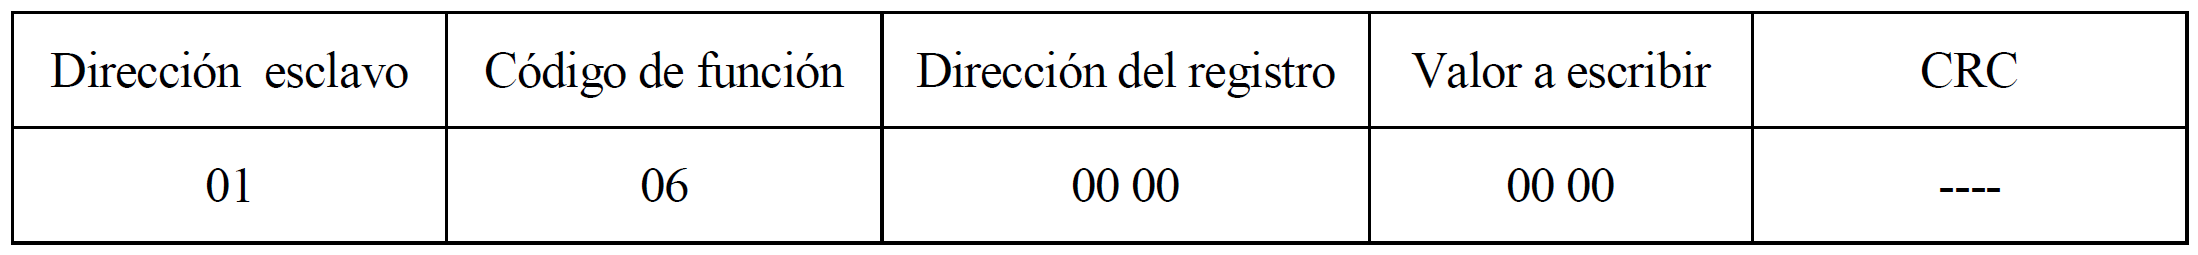 Dirección esclavo Código de función Dirección del registro Valor a escribir CRC
01 06 00 00 00 00 ----